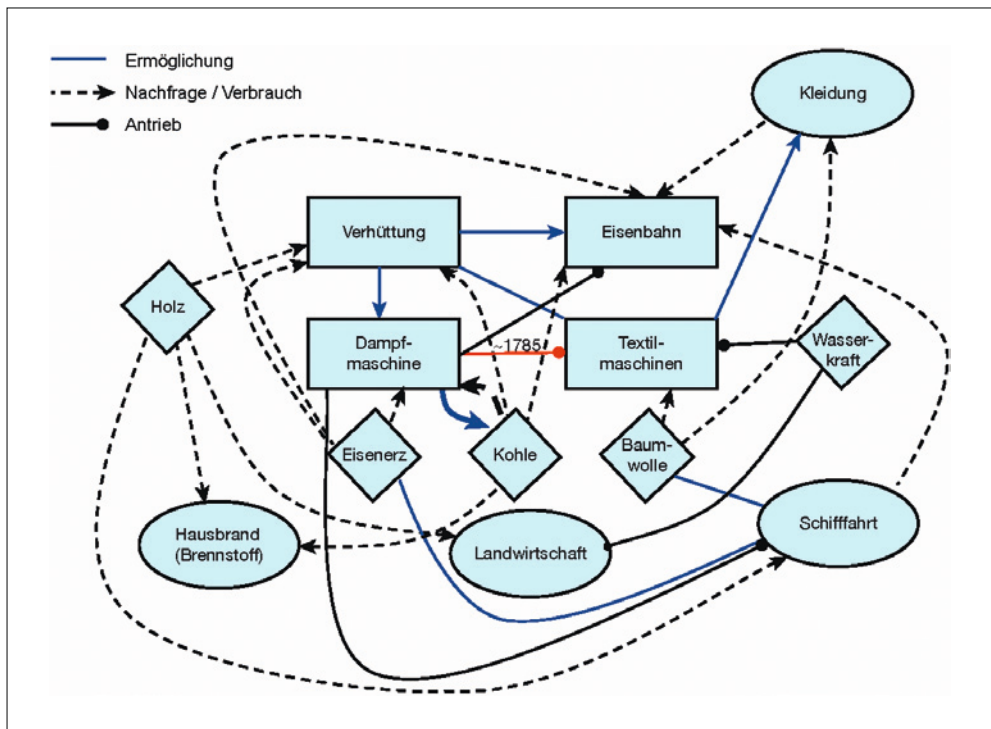 Ermöglichung
Nachfrage / Verbrauch
Antrieb
Kleidung
Verhüttung
Eisenbahn
Holz
Dampf-
maschine
~1785
Textil-
maschinen
Wasser-
kraft
Eisenerz
Kohle
Baum-
wolle
Hausbrand
(Brennstoff)
Landwirtschaft
Schifffahrt